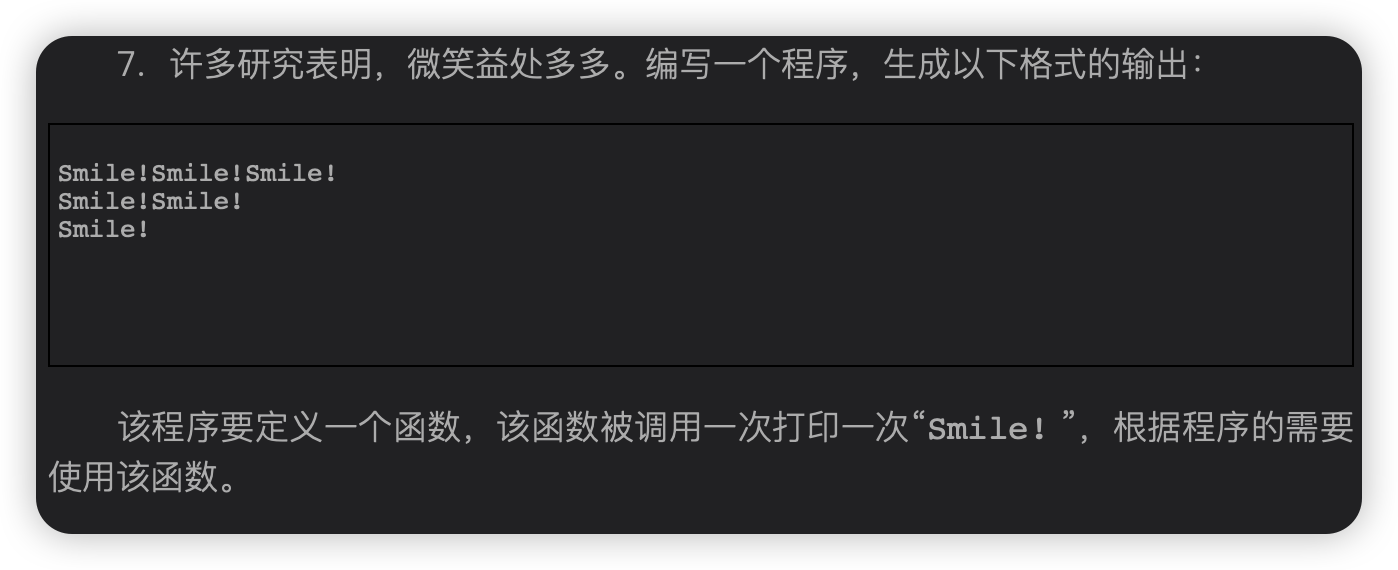 7. 许多研究表明，微笑益处多多。编写一个程序，生成以下格式的输出：
Smile!Smile!Smile!
Smile!Smile!
Smile!
该程序要定义一个函数，该函数被调用一次打印一次“Smile! ”，根据程序的需要
使用该函数。